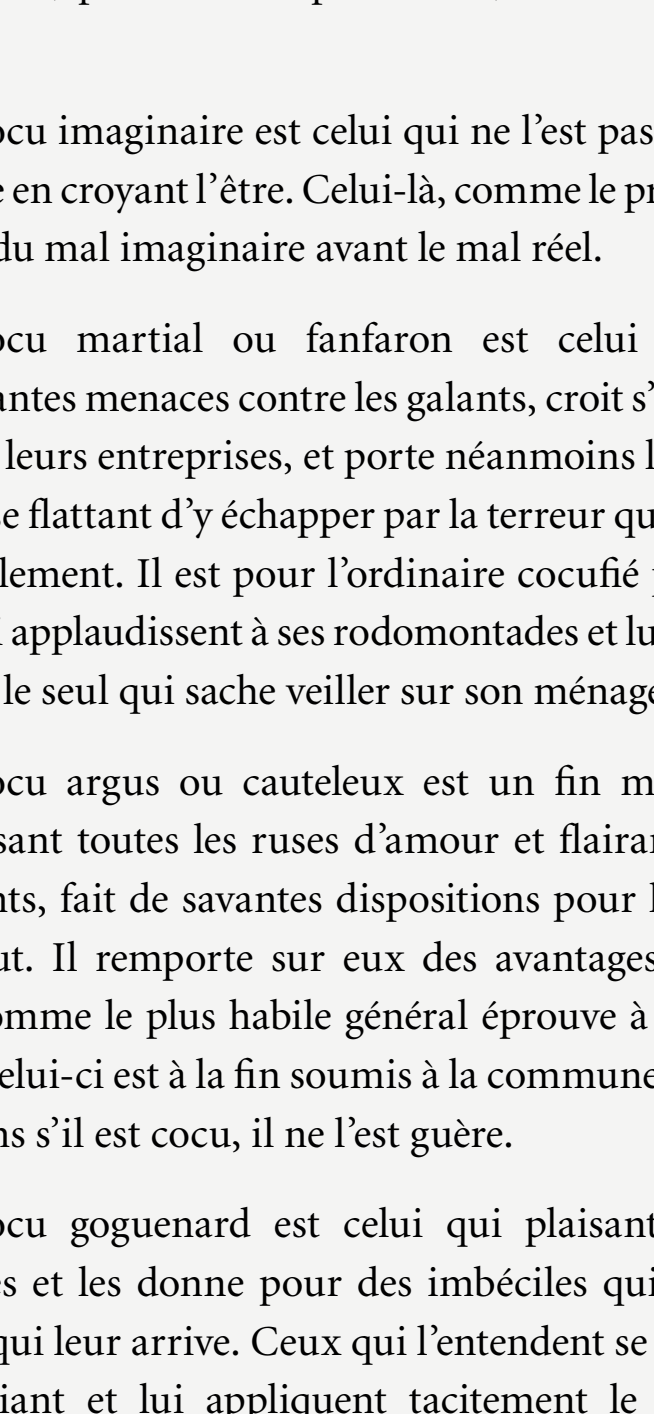 ocu imaginaire est celui qui ne l’est pas
e en croyant l’être. Celui-là, comme le pr
du mal imaginaire avant le mal réel.
ocu martial ou fanfaron est celui
antes menaces contre les galants, croit s’
leurs entreprises, et porte néanmoins l
se flattant d’y échapper par la terreur qu
lement. Il est pour l’ordinaire cocufié
applaudissent à ses rodomontades et lu
le seul qui sache veiller sur son ménage
ocu argus ou cauteleux est un fin m
sant toutes les ruses d’amour et flairan
nts, fait de savantes dispositions pour l
ut. Il remporte sur eux des avantages
omme le plus habile général éprouve à
elui-ci est à la fin soumis à la commune
ns s’il est cocu, il ne l’est guère.
ocu goguenard est celui qui plaisant
es et les donne pour des imbéciles qui
qui leur arrive. Ceux qui l’entendent se
iant et lui appliquent tacitement le